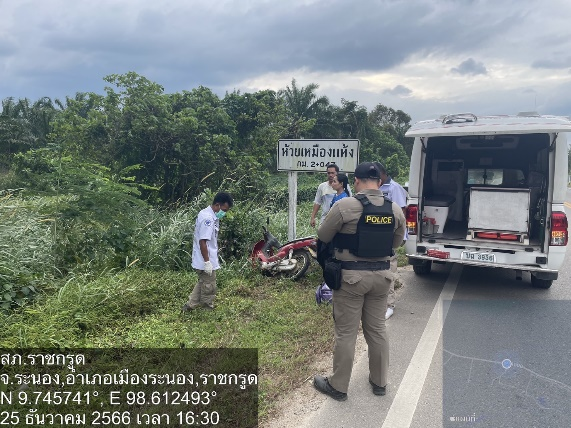 ห้วยเหมืองแห้ง
POLICE
สภ.ราชกรูด
จ.ระนอง,อำเภอเมืองระนอง,ราชกรูด
N 9.745741°, E 98.612493°
25 ธันวาคม 2566 เวลา 16:30